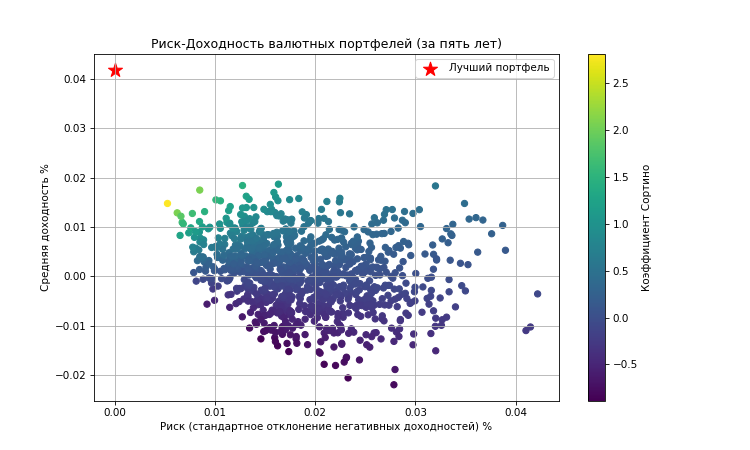 Риск-Доходность валютных портфелей (за пять лет)
Лучший портфель
Средняя доходность %
0.04
0.03
0.02
0.01
0.00
−0.01
−0.02
0.00 0.01 0.02 0.03 0.04
Риск (стандартное отклонение негативных доходностей) %
2.5
2.0
1.5
1.0
0.5
0.0
−0.5
Коэффициент Сортино